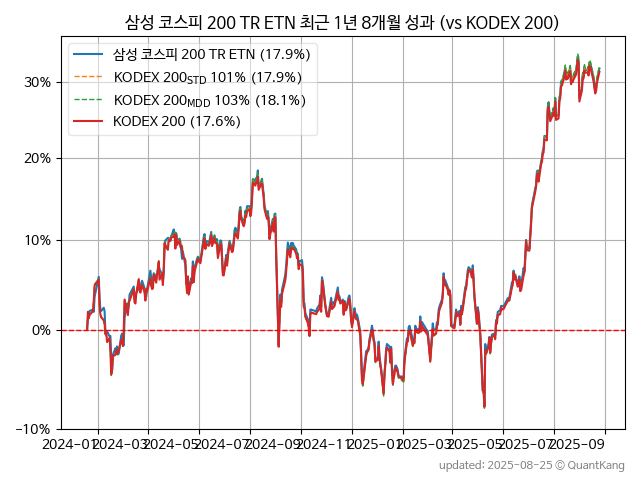 삼성 코스피 200 TR ETN 최근 1년 8개월 성과 (vs KODEX 200)
삼성 코스피 200 TR ETN (17.9%)
KODEX 200STD 101% (17.9%)
KODEX 200MDD 103% (18.1%)
KODEX 200 (17.6%)
30%
20%
10%
0%
−10%
2024-01 2024-03 2024-05 2024-07 2024-09 2024-11 2025-01 2025-03 2025-05 2025-07 2025-09
updated: 2025-08-25 © QuantKang